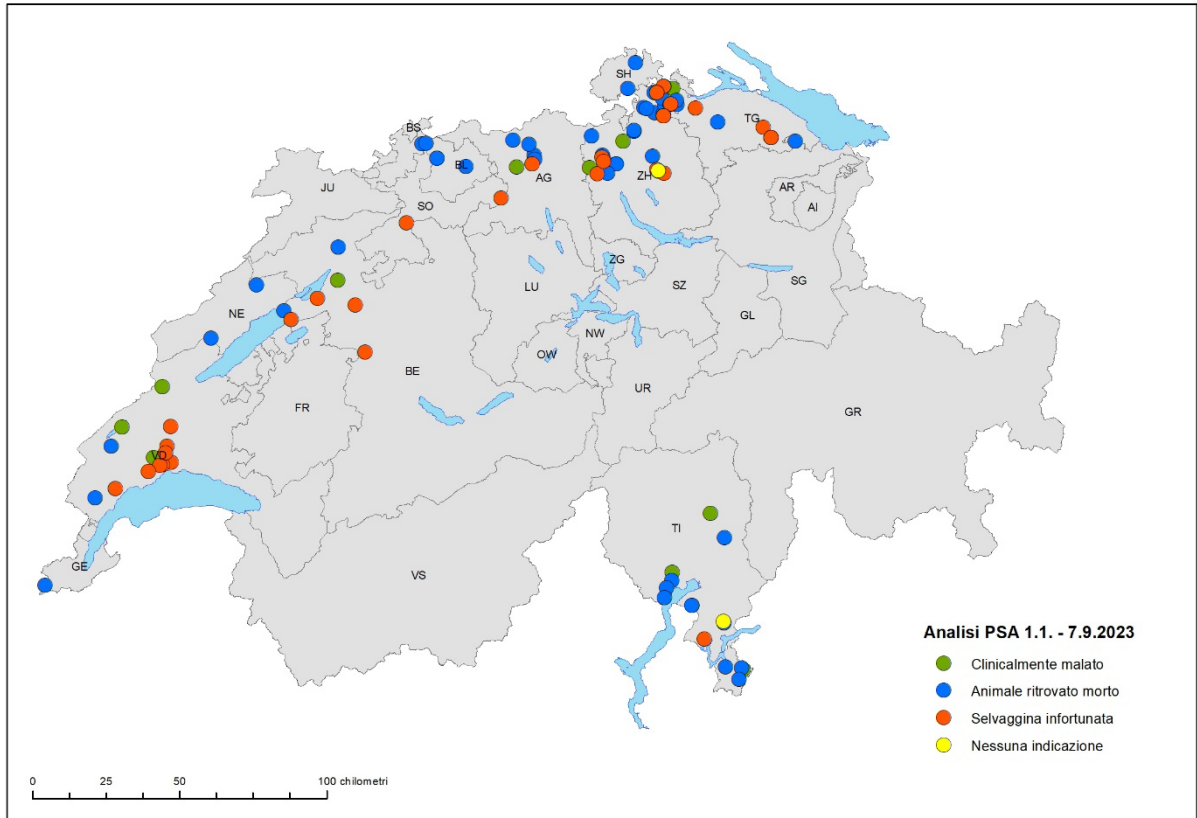 SH
BS
TG
BL
AG
ZH
JU
SO
AR
AI
ZG
LU
SZ
SG
NE
NW
GL
OW
BE
UR
FR
GR
VD
TI
GE
VS
Analisi PSA 1.1. - 7.9.2023
Clinicalmente malato
Animale ritrovato morto
Selvaggina infortunata
Nessuna indicazione
0 25 50 100 chilometri